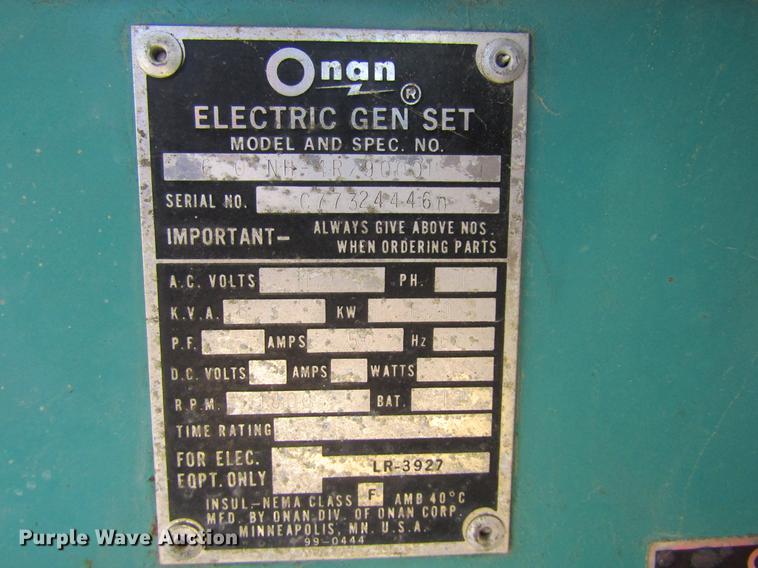 Onan ®
ELECTRIC GEN SET
MODEL AND SPEC. NO.
SERIAL NO. C773244460
IMPORTANT— ALWAYS GIVE ABOVE NOS.
WHEN ORDERING PARTS
A.C. VOLTS PH.
K.V.A. KW
P.F. AMPS Hz
D.C. VOLTS AMPS WATTS
R.P.M. 1800 BAT.
TIME RATING
FOR ELEC.
EQPT. ONLY LR-3927
INSUL.-NEMA CLASS F AMB 40°C
MFD. BY ONAN DIV. OF ONAN CORP.
MINNEAPOLIS, MN. U.S.A.
99-0444
Purple Wave Auction